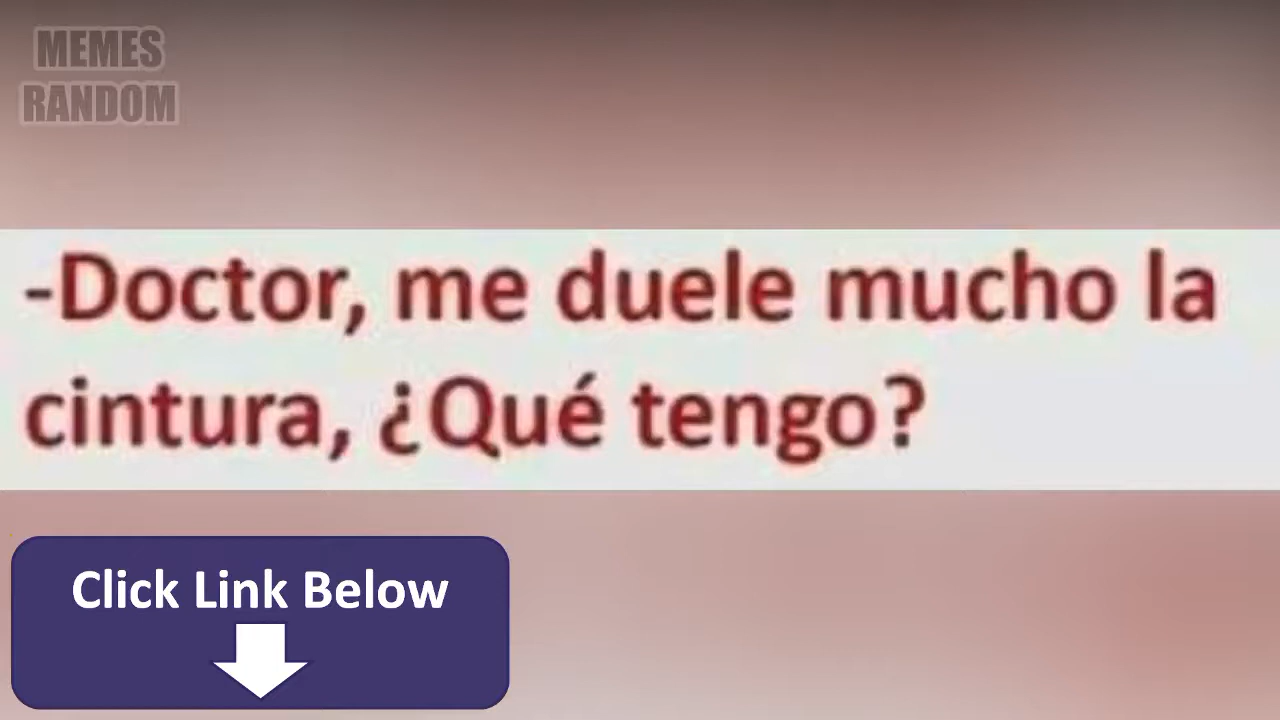 MEMES
RANDOM
-Doctor, me duele mucho la
cintura, ¿Qué tengo?
Click Link Below